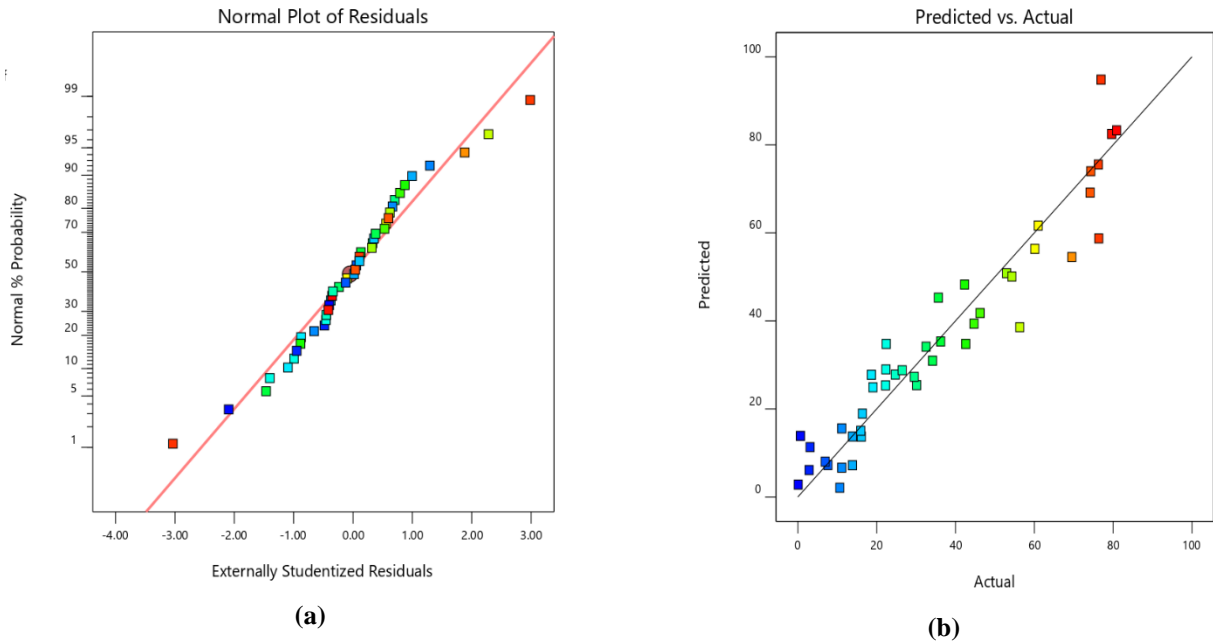 Normal Plot of Residuals
Normal % Probability
99
95
90
80
70
50
30
20
10
5
1
-4.00 -3.00 -2.00 -1.00 0.00 1.00 2.00 3.00
Externally Studentized Residuals
(a)
Predicted vs. Actual
Predicted
100
80
60
40
20
0
0 20 40 60 80 100
Actual
(b)